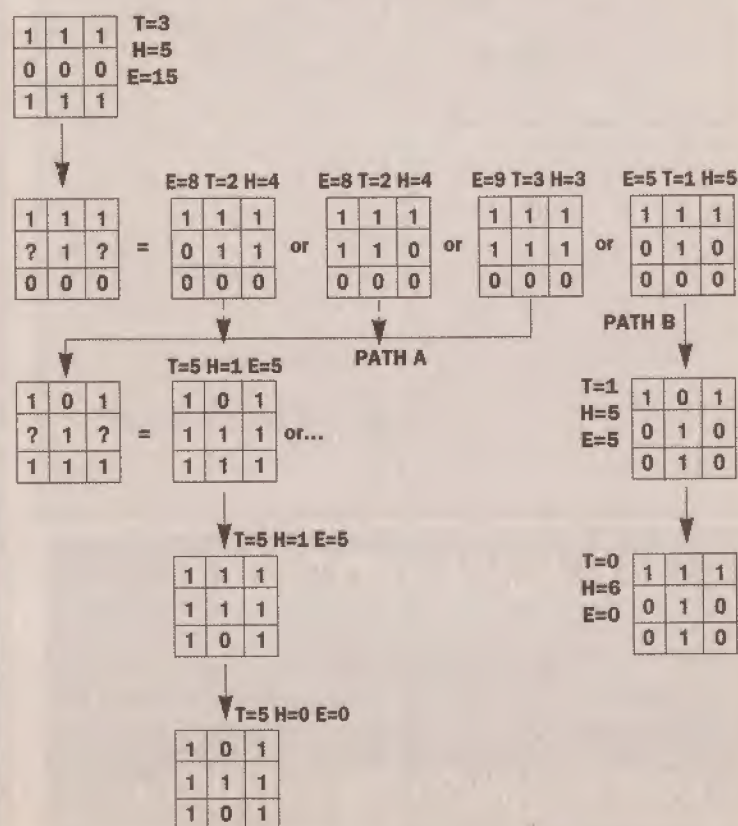 1 1 1 T=3
H=5
0 0 0 E=15
1 1 1
E=8 T=2 H=4 E=8 T=2 H=4 E=9 T=3 H=3 E=5 T=1 H=5
1 1 1 1 1 1 1 1 1 1 1 1 1 1 1
? 1 ? = 0 1 1 or 1 1 0 or 1 1 1 or 0 1 0
0 0 0 0 0 0 0 0 0 0 0 0 0 0 0
PATH A PATH B
T=5 H=1 E=5
1 0 1 1 0 1
? 1 ? = 1 1 1 or...
1 1 1 1 1 1
T=1 1 0 1
H=5 0 1 0
E=5 0 1 0
T=5 H=1 E=5
1 1 1
1 1 1
1 0 1
T=0 1 1 1
H=6 0 1 0
E=0 0 1 0
T=5 H=0 E=0
1 0 1
1 1 1
1 0 1